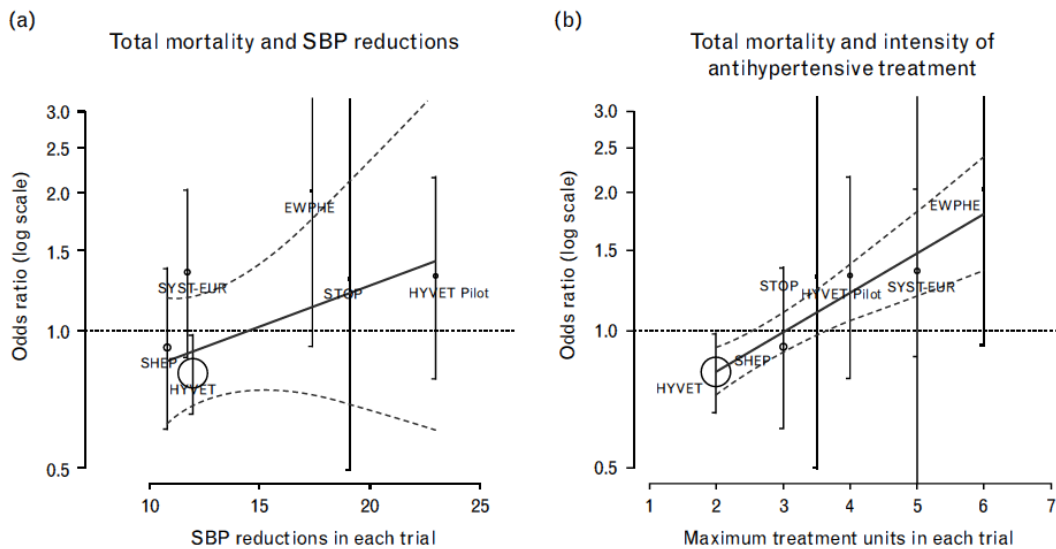 (a)
Total mortality and SBP reductions
Odds ratio (log scale)
3.0
2.5
2.0
1.5
1.0
0.5
EWPHE
SYST-EUR
STOP
HYVET Pilot
SHEP
HYVET
10
15
20
25
SBP reductions in each trial
(b)
Total mortality and intensity of
antihypertensive treatment
Odds ratio (log scale)
3.0
2.5
2.0
1.5
1.0
0.5
EWPHE
STOP
HYVET Pilot
SYST-EUR
SHEP
HYVET
1
2
3
4
5
6
7
Maximum treatment units in each trial